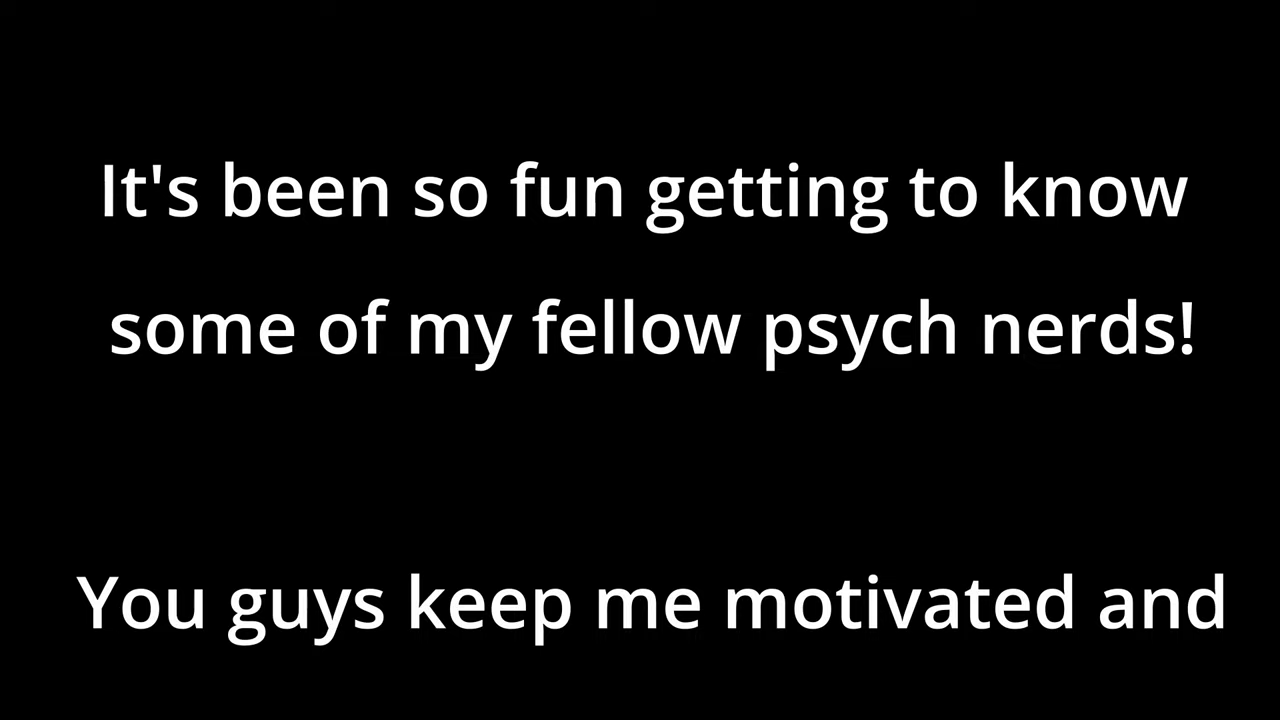 It's been so fun getting to know
some of my fellow psych nerds!
You guys keep me motivated and